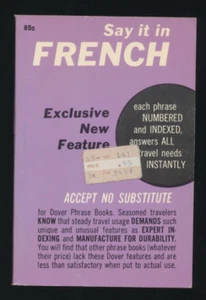 95c
Say it in
FRENCH
Exclusive
New
Feature
each phrase
NUMBERED
and INDEXED,
answers ALL
travel needs
INSTANTLY
ACCEPT NO SUBSTITUTE
for Dover Phrase Books. Seasoned travelers
KNOW that steady travel usage DEMANDS such
unique and unusual features as EXPERT IN-
DEXING and MANUFACTURE FOR DURABILITY.
You will find that other phrase books (whatever
their price) lack these Dover features and are
less than satisfactory when put to actual use.